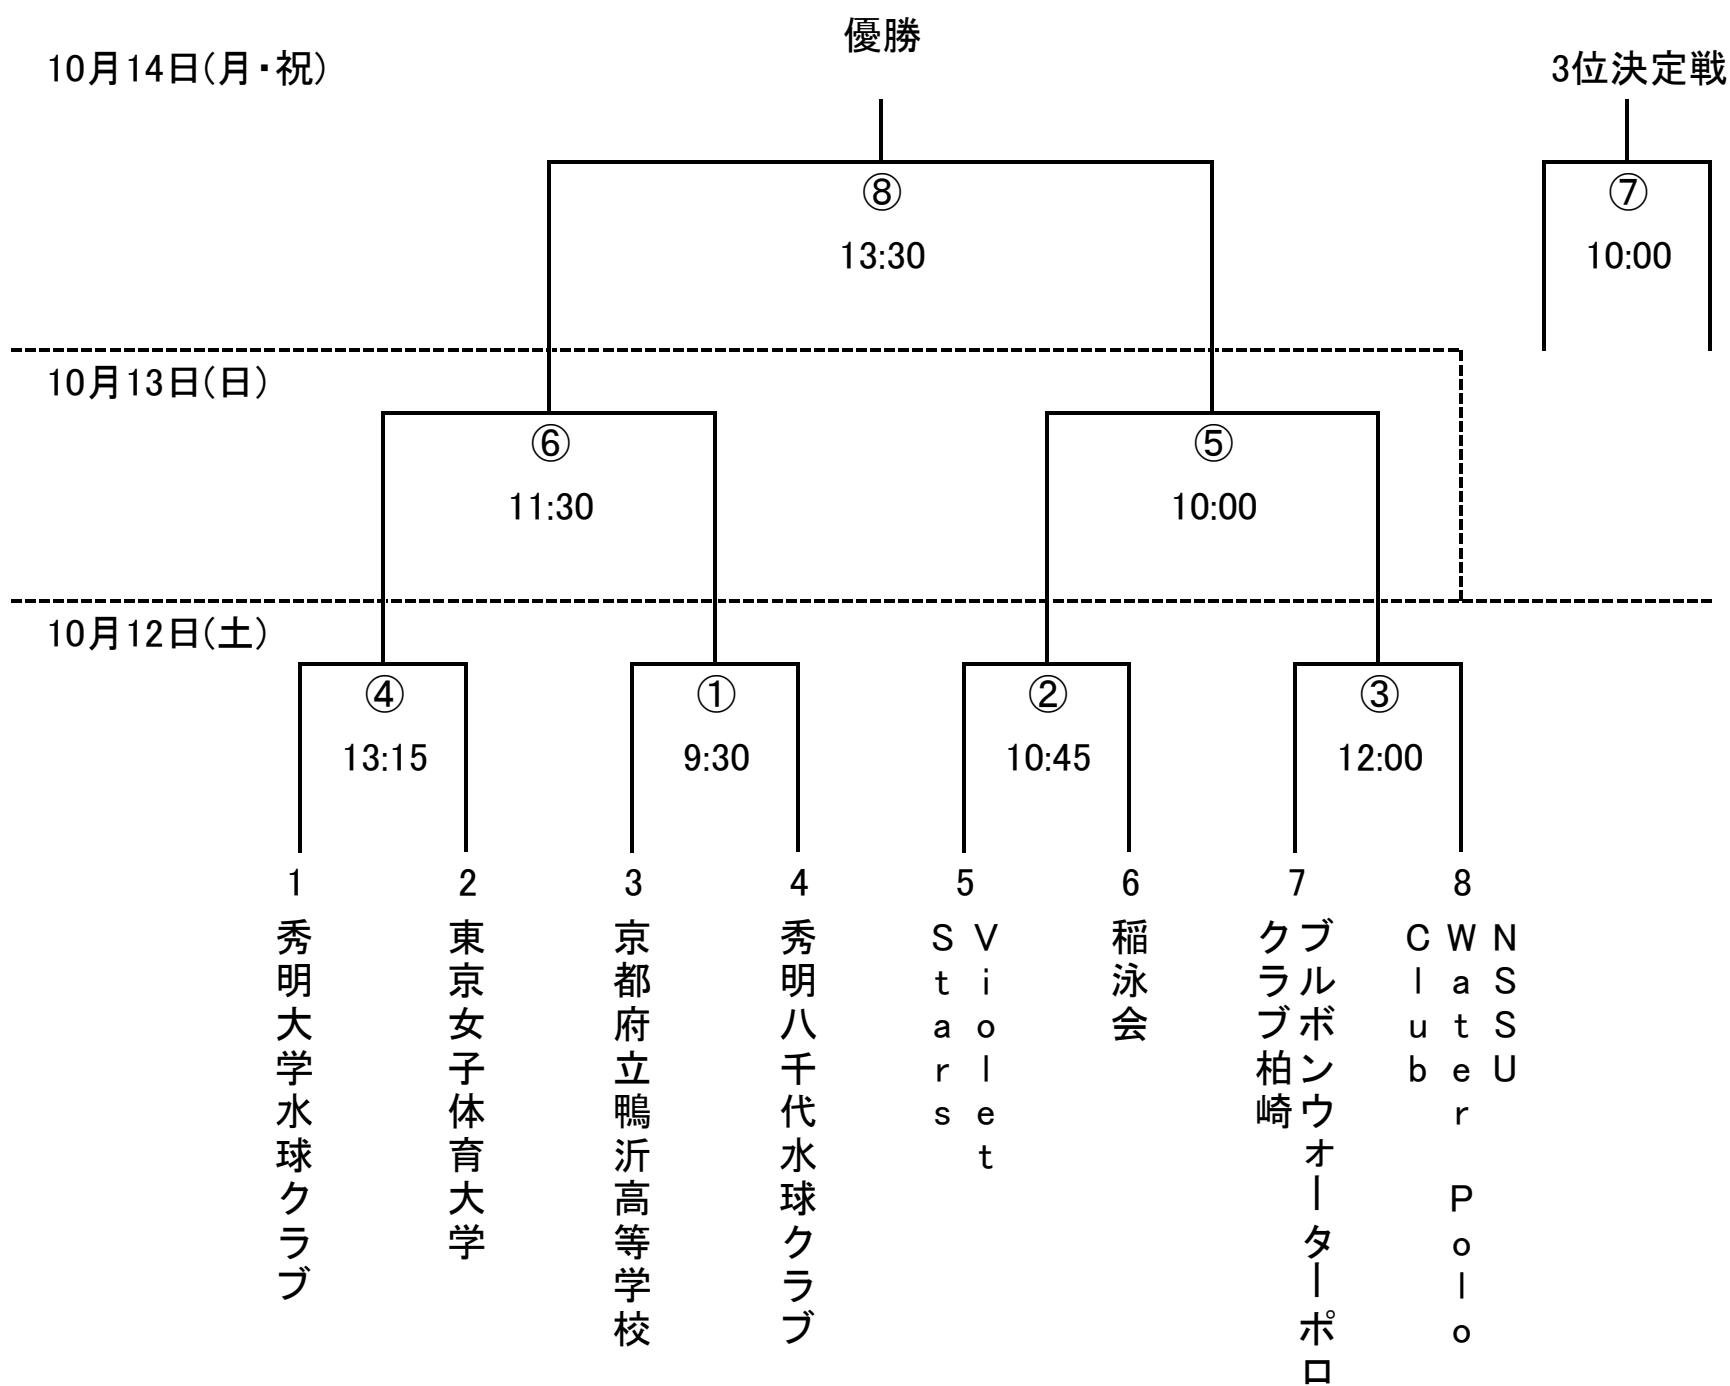 優勝
10月14日(月・祝)
3位決定戦
⑧
⑦
13:30
10:00
10月13日(日)
⑥
⑤
11:30
10:00
10月12日(土)
④
①
②
③
13:15
9:30
10:45
12:00
1
2
3
4
5
6
7
8
秀明大学水球クラブ
東京女子体育大学
京都府立鴨沂高等学校
秀明八千代水球クラブ
Violet
Stars
稲泳会
ブルボンウォーターポロ
クラブ柏崎
NSSU
Water Polo
Club